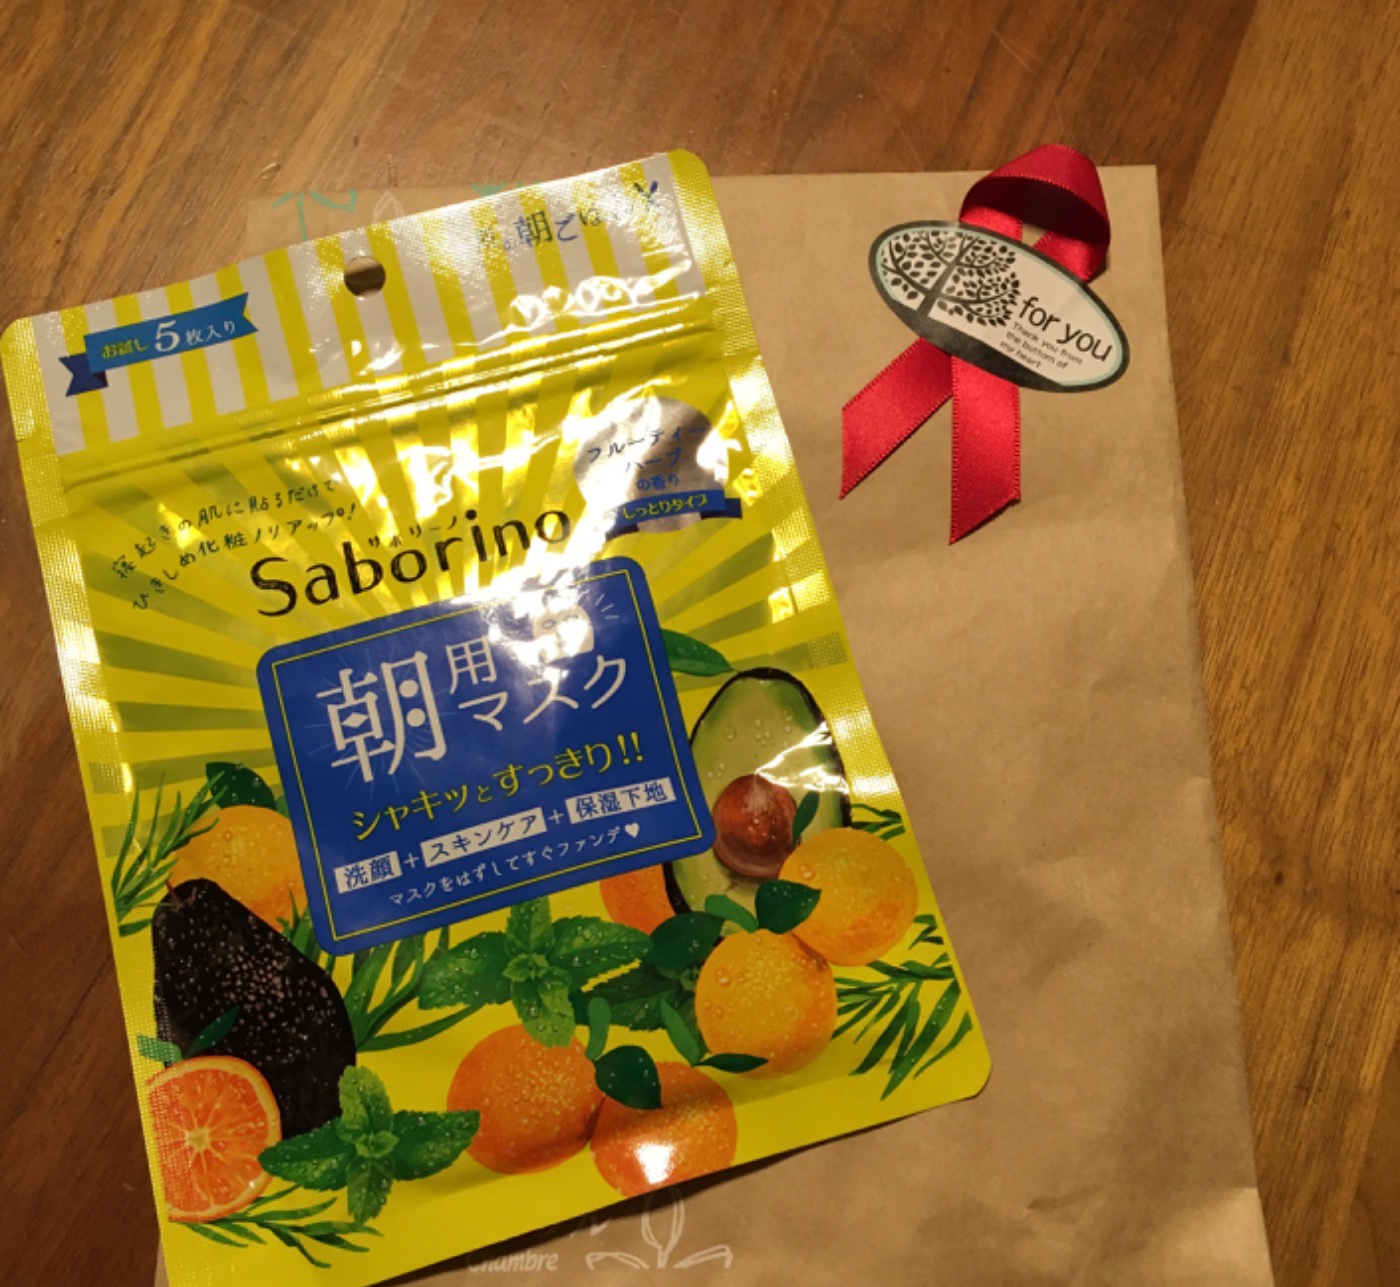 朝ごは
お試し5枚入り
フルーティー
ハーブ
の香り
しっとりタイプ
寝起きの肌に貼るだけで
ひきしめ化粧ノリアップ!
サボリーノ
Saborino
朝用
マスク
シャキッとすっきり!!
洗顔+スキンケア+保湿下地
マスクをはずしてすぐファンデ♥
for you
Thank you from
the bottom of
my heart
Chambre